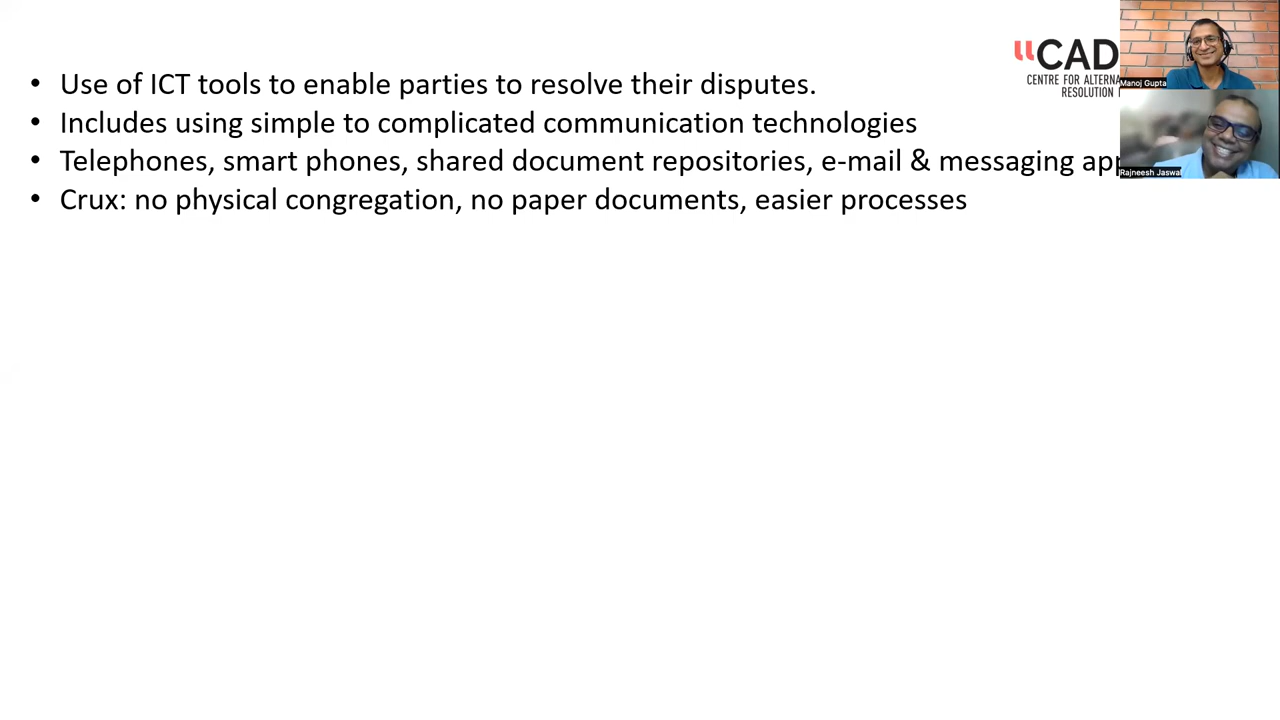 • Use of ICT tools to enable parties to resolve their disputes.
• Includes using simple to complicated communication technologies
• Telephones, smart phones, shared document repositories, e-mail & messaging
• Crux: no physical congregation, no paper documents, easier processes
CAD
CENTRE FOR ALTERNA
RESOLUTION
Manoj Gupta
Rajneesh Jaswal